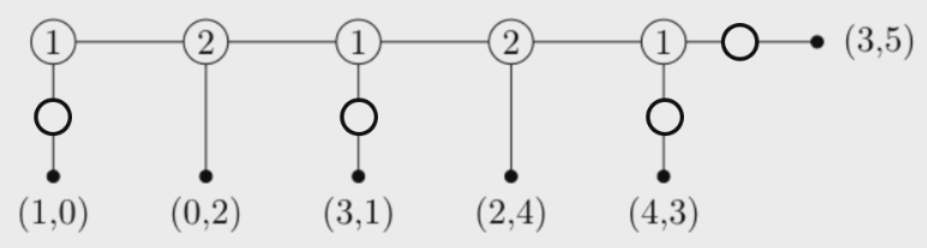 1 2 1 2 1 (3,5)
(1,0) (0,2) (3,1) (2,4) (4,3)